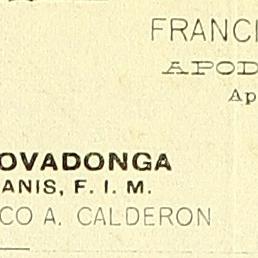 FRANCI
APOD
Ap
OVADONGA
ANIS, F. I. M.
CO A. CALDERON